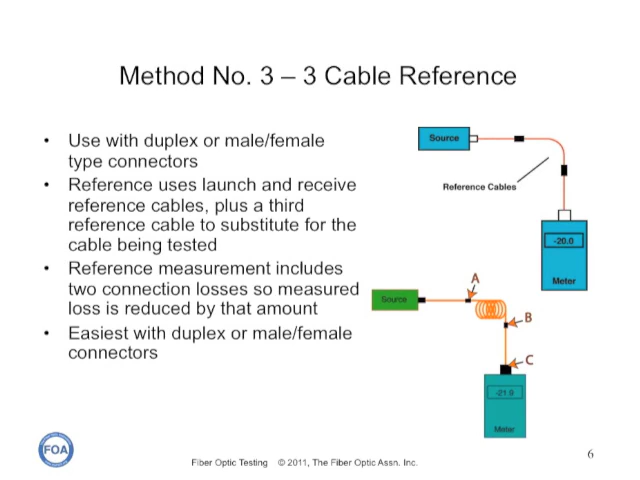 Method No. 3 – 3 Cable Reference
• Use with duplex or male/female
type connectors
• Reference uses launch and receive
reference cables, plus a third
reference cable to substitute for the
cable being tested
• Reference measurement includes
two connection losses so measured
loss is reduced by that amount
• Easiest with duplex or male/female
connectors
Source
Reference Cables
-20.0
Meter
A
Source
B
C
-21.9
Meter
FOA
Fiber Optic Testing © 2011, The Fiber Optic Assn. Inc.
6